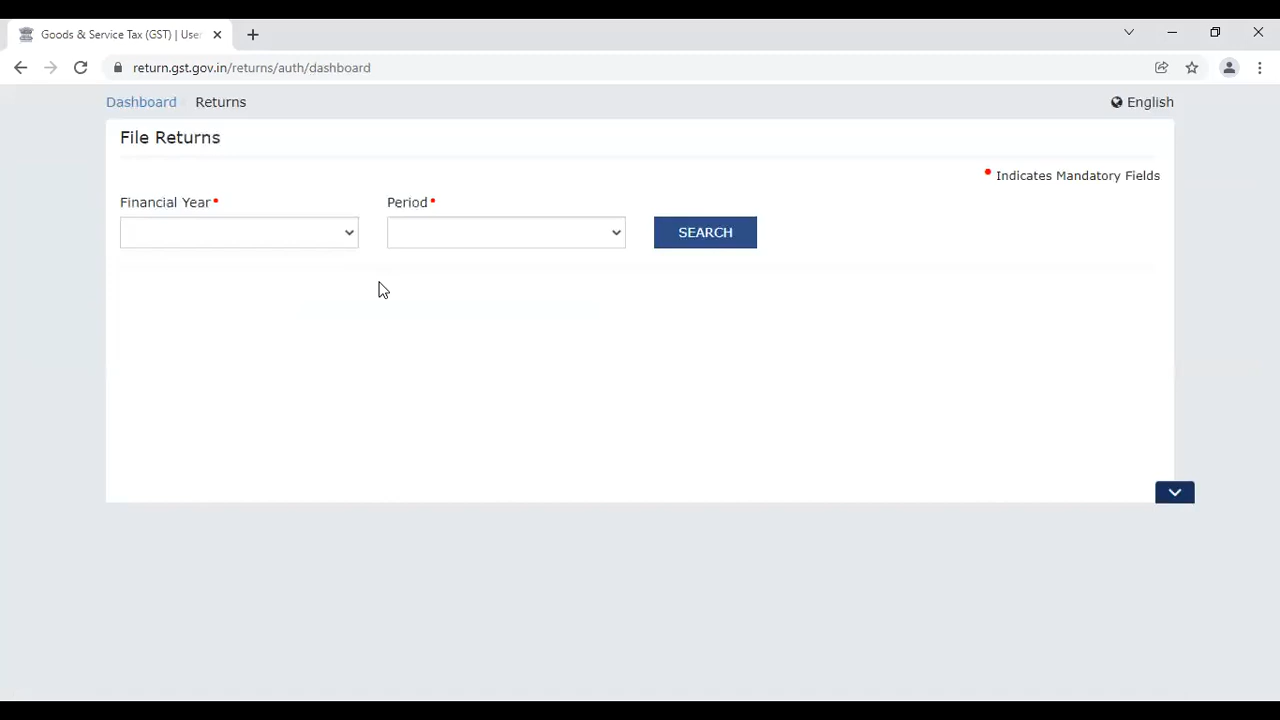 Goods & Service Tax (GST) | Use
return.gst.gov.in/returns/auth/dashboard
Dashboard Returns
English
File Returns
• Indicates Mandatory Fields
Financial Year•
Period•
SEARCH